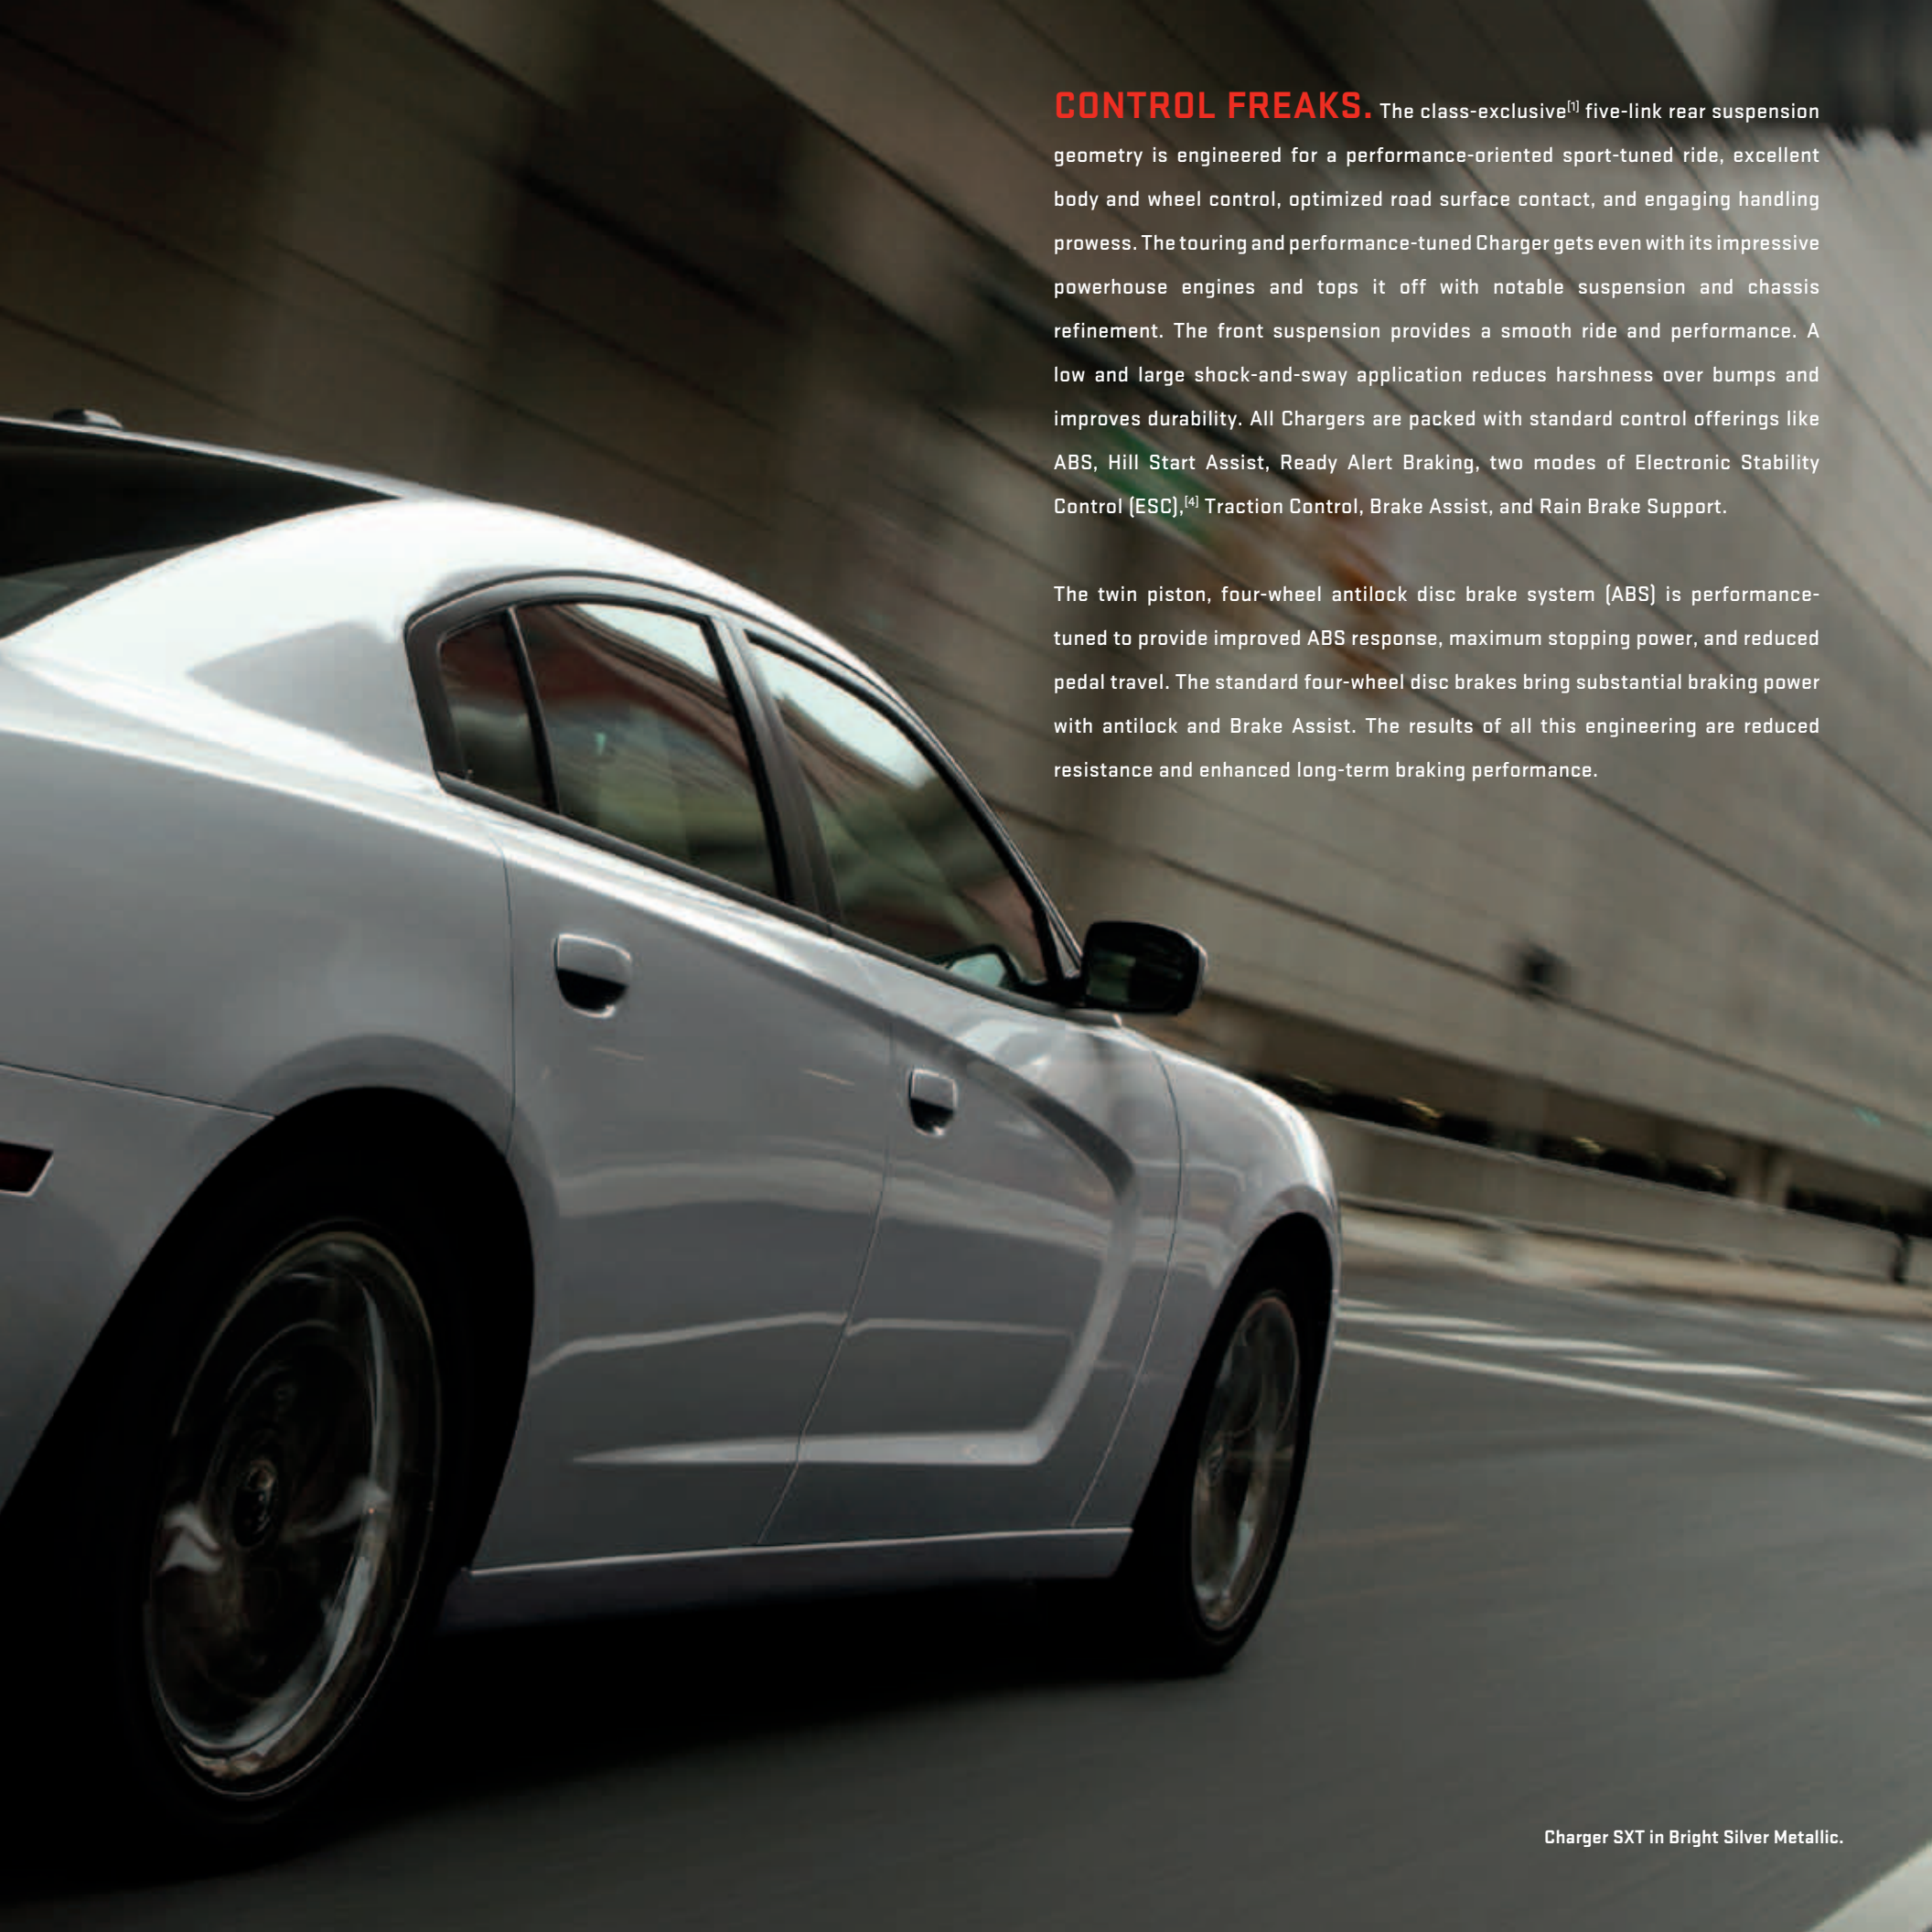 CONTROL FREAKS. The class-exclusive[1] five-link rear suspension
geometry is engineered for a performance-oriented sport-tuned ride, excellent
body and wheel control, optimized road surface contact, and engaging handling
prowess. The touring and performance-tuned Charger gets even with its impressive
powerhouse engines and tops it off with notable suspension and chassis
refinement. The front suspension provides a smooth ride and performance. A
low and large shock-and-sway application reduces harshness over bumps and
improves durability. All Chargers are packed with standard control offerings like
ABS, Hill Start Assist, Ready Alert Braking, two modes of Electronic Stability
Control (ESC),[4] Traction Control, Brake Assist, and Rain Brake Support.
The twin piston, four-wheel antilock disc brake system (ABS) is performance-
tuned to provide improved ABS response, maximum stopping power, and reduced
pedal travel. The standard four-wheel disc brakes bring substantial braking power
with antilock and Brake Assist. The results of all this engineering are reduced
resistance and enhanced long-term braking performance.
Charger SXT in Bright Silver Metallic.